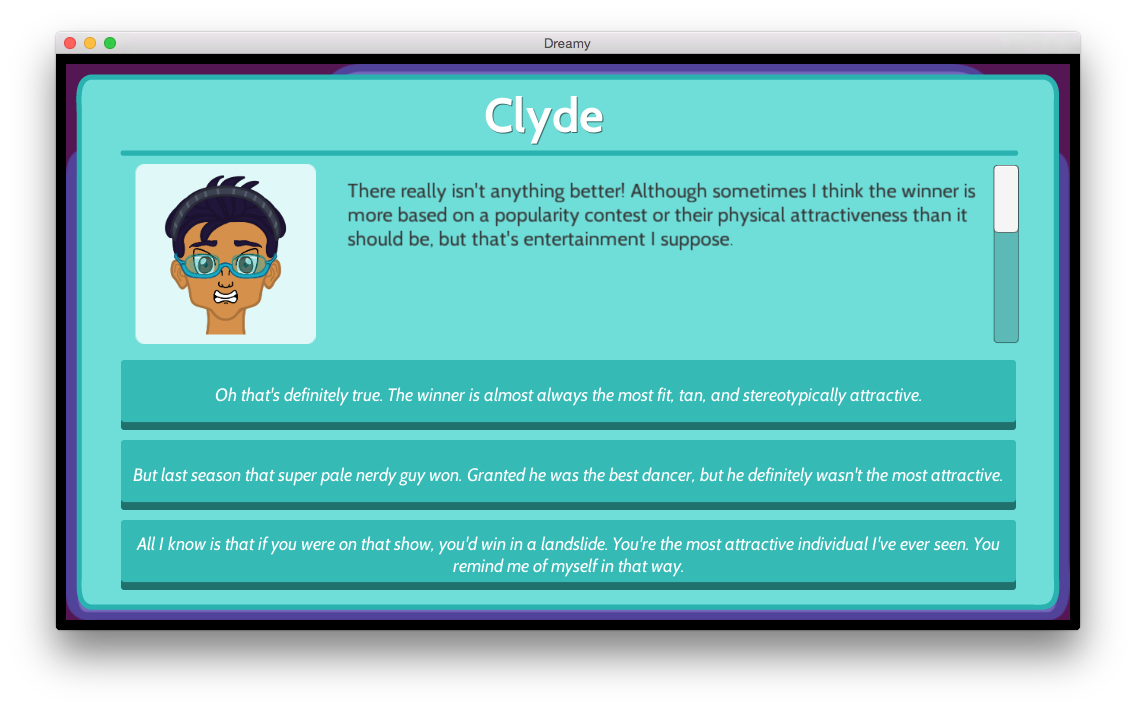 Dreamy
Clyde
There really isn't anything better! Although sometimes I think the winner is
more based on a popularity contest or their physical attractiveness than it
should be, but that's entertainment I suppose.
Oh that's definitely true. The winner is almost always the most fit, tan, and stereotypically attractive.
But last season that super pale nerdy guy won. Granted he was the best dancer, but he definitely wasn't the most attractive.
All I know is that if you were on that show, you'd win in a landslide. You're the most attractive individual I've ever seen. You
remind me of myself in that way.